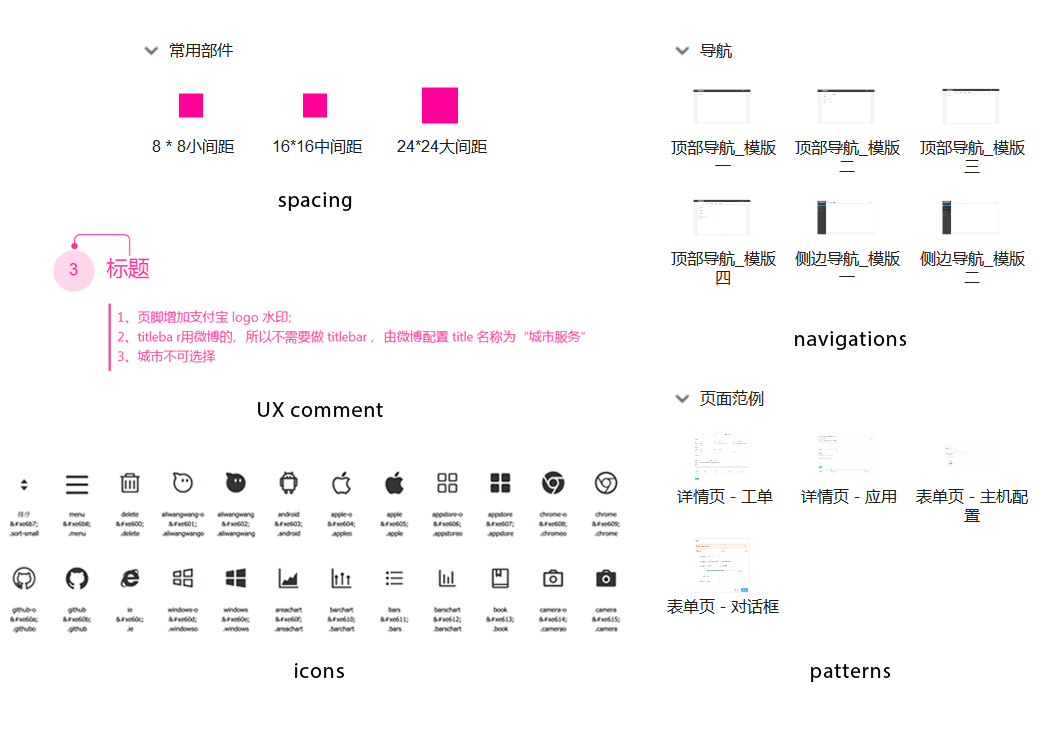 常用部件
8 * 8小间距
16*16中间距
24*24大间距
spacing
3
标题
1、页脚增加支付宝 logo 水印;
2、titleba r用微博的, 所以不需要做 titlebar ,  由微博配置 title 名称为“城市服务”
3、城市不可选择
UX comment
排序 menu delete aliwangwang-o aliwangwang android apple-o apple appstore-o appstore chrome-o chrome
&#xe6b7; &#xe6b8; &#xe600; &#xe601; &#xe602; &#xe603; &#xe604; &#xe605; &#xe606; &#xe607; &#xe608; &#xe609;
.sort-small .menu .delete .aliwangwango .aliwangwang .android .appleo .apple .appstoreo .appstore .chromeo .chrome
github-o github ie windows-o windows areachart barchart bars barschart book camera-o camera
&#xe60a; &#xe60b; &#xe60c; &#xe60d; &#xe60e; &#xe60f; &#xe610; &#xe611; &#xe612; &#xe613; &#xe614; &#xe615;
.githubo .github .ie .windowso .windows .areachart .barchart .bars .barschart .book .camerao .camera
icons
导航
顶部导航_模版一
顶部导航_模版二
顶部导航_模版三
顶部导航_模版四
侧边导航_模版一
侧边导航_模版二
navigations
页面范例
详情页 - 工单
详情页 - 应用
表单页 - 主机配置
表单页 - 对话框
patterns